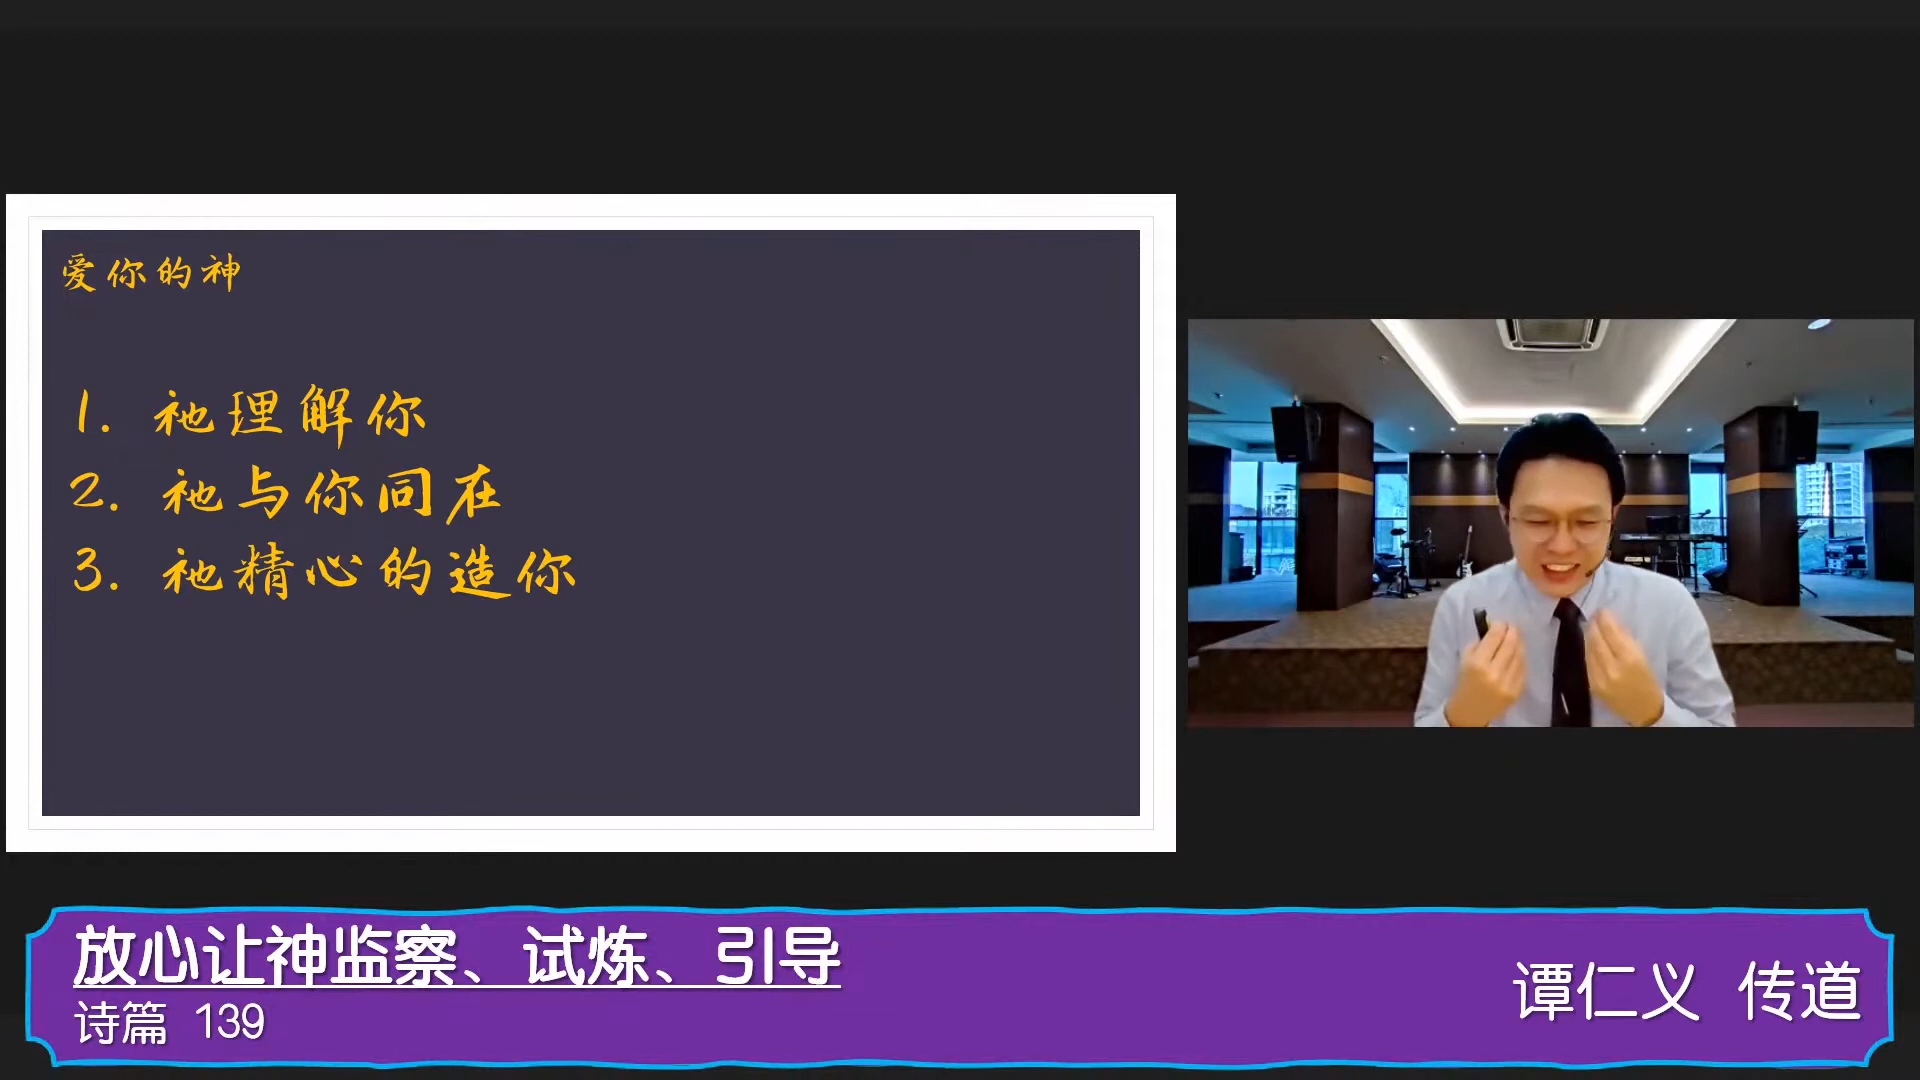 爱你的神
1. 祂理解你
2. 祂与你同在
3. 祂精心的造你
放心让神监察、试炼、引导
诗篇 139
谭仁义 传道